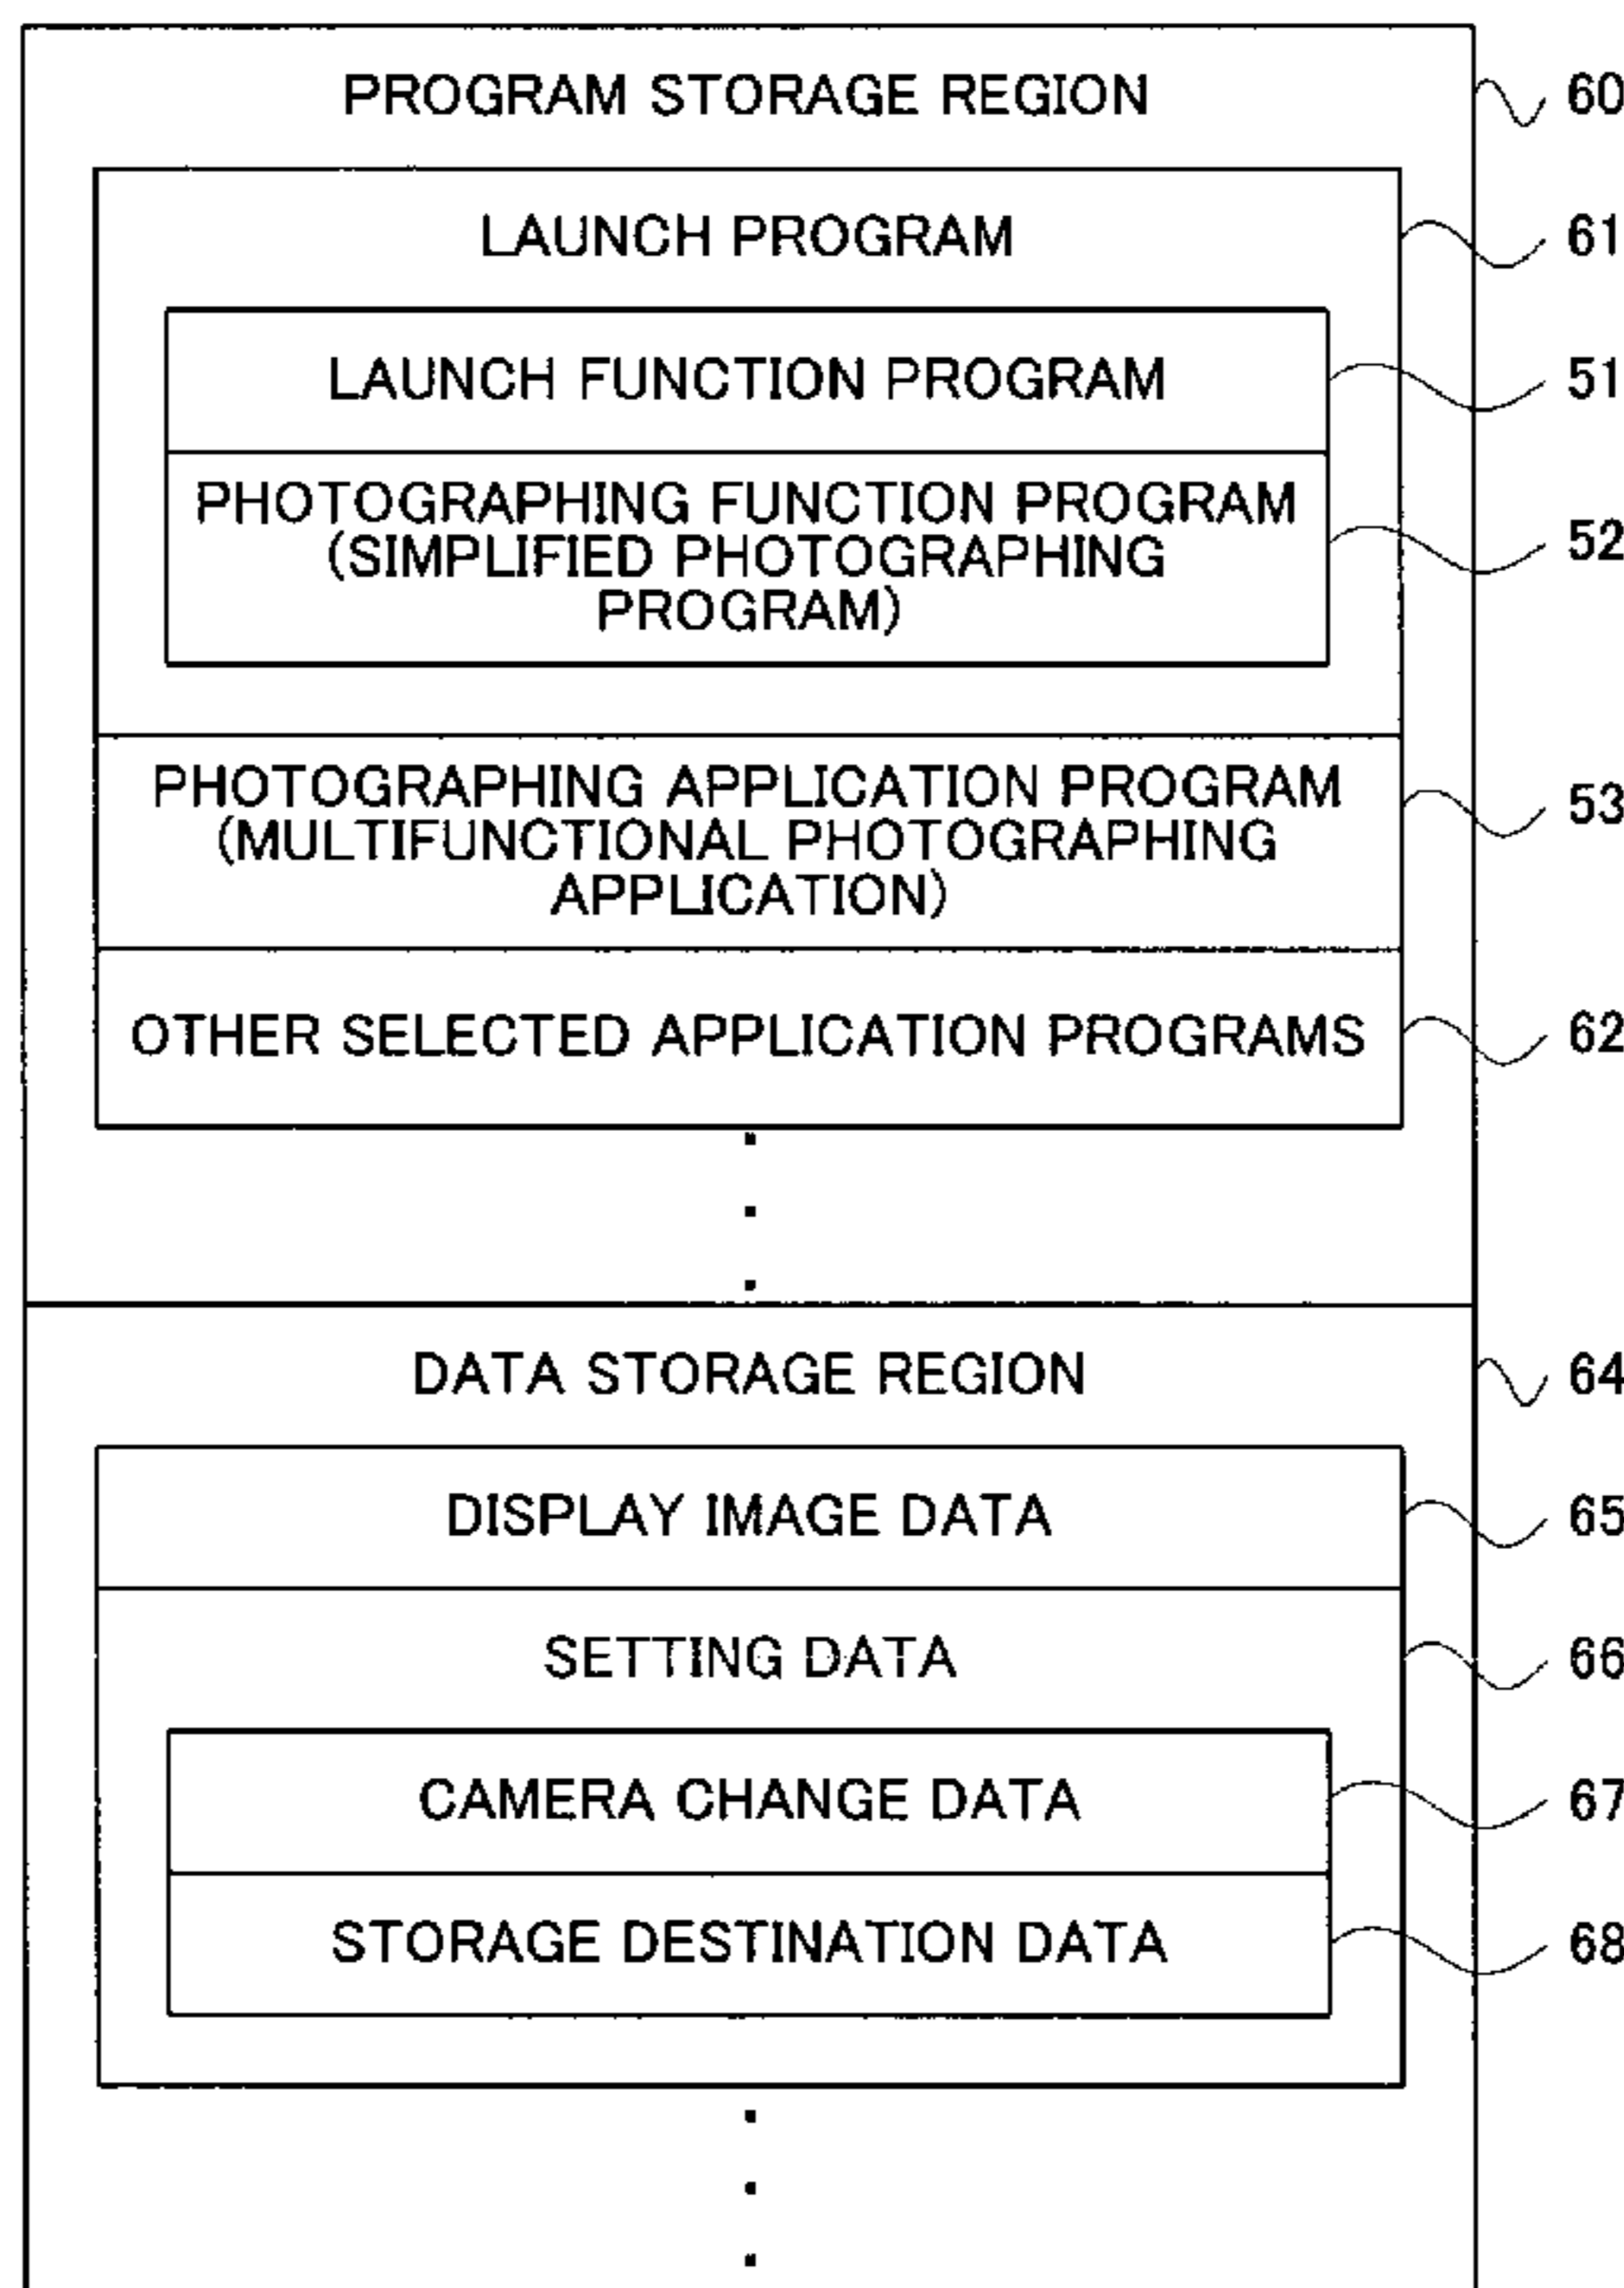 PROGRAM STORAGE REGION 60
LAUNCH PROGRAM 61
LAUNCH FUNCTION PROGRAM 51
PHOTOGRAPHING FUNCTION PROGRAM
(SIMPLIFIED PHOTOGRAPHING 52
PROGRAM)
PHOTOGRAPHING APPLICATION PROGRAM
(MULTIFUNCTIONAL PHOTOGRAPHING 53
APPLICATION)
OTHER SELECTED APPLICATION PROGRAMS 62
DATA STORAGE REGION 64
DISPLAY IMAGE DATA 65
SETTING DATA 66
CAMERA CHANGE DATA 67
STORAGE DESTINATION DATA 68